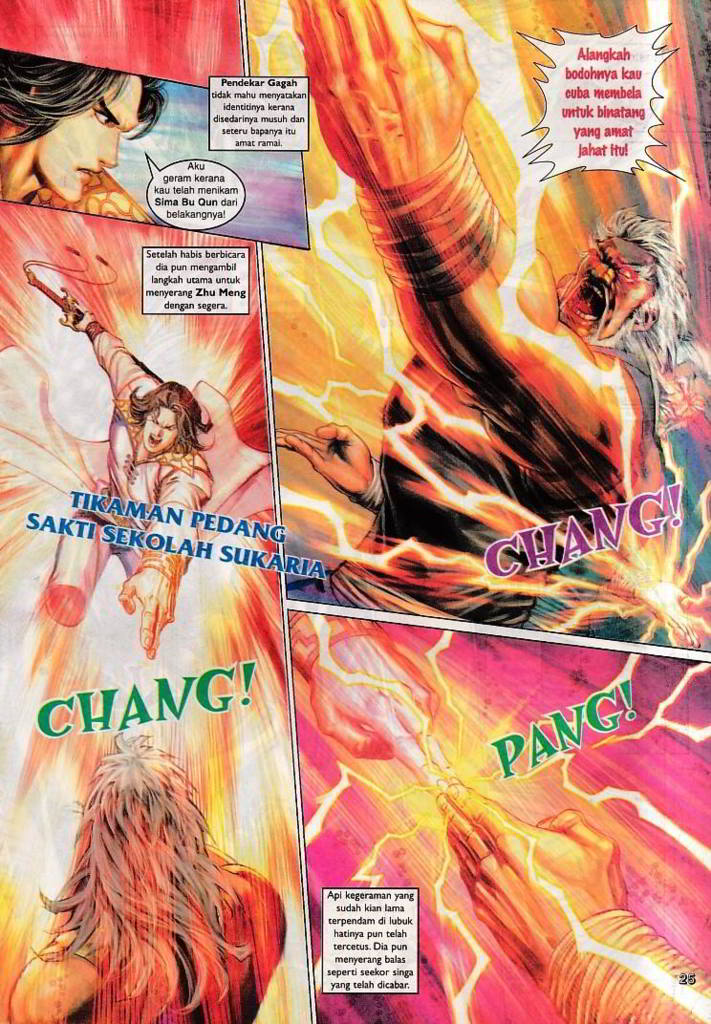 Pendekar Gagah
tidak mahu menyatakan
identitinya kerana
disedarinya musuh dan
seteru bapanya itu
amat ramai.
Aku
geram kerana
kau telah menikam
Sima Bu Qun dari
belakangnya!
Alangkah
bodohnya kau
cuba membela
untuk binatang
yang amat
jahat itu!
Setelah habis berbicara
dia pun mengambil
langkah utama untuk
menyerang Zhu Meng
dengan segera.
TIKAMAN PEDANG
SAKTI SEKOLAH SUKARIA
CHANG!
CHANG!
PANG!
Api kegeraman yang
sudah kian lama
terpendam di lubuk
hatinya pun telah
tercetus. Dia pun
menyerang balas
seperti seekor singa
yang telah dicabar.
25